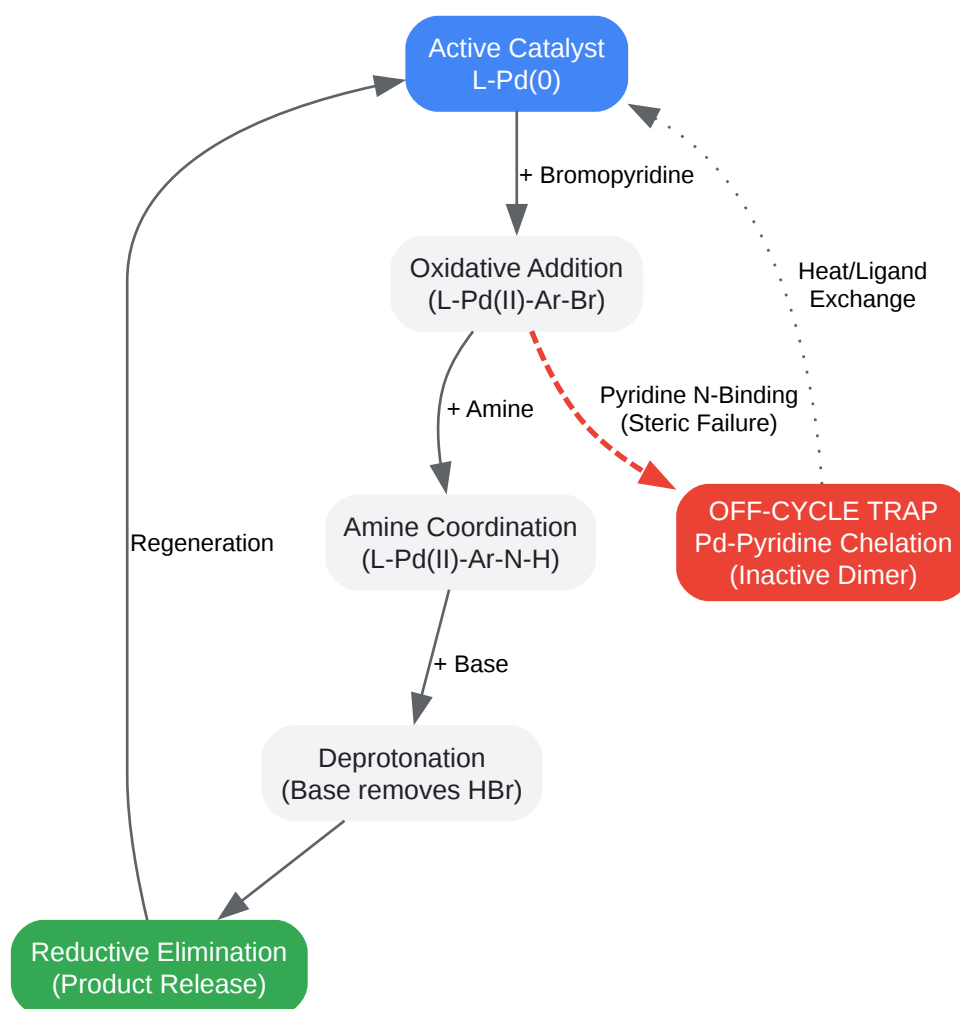 Active Catalyst
L-Pd(0)
+ Bromopyridine
Oxidative Addition
(L-Pd(II)-Ar-Br)
Heat/Ligand
Exchange
+ Amine
Pyridine N-Binding
(Steric Failure)
Amine Coordination
(L-Pd(II)-Ar-N-H)
OFF-CYCLE TRAP
Pd-Pyridine Chelation
(Inactive Dimer)
Regeneration
+ Base
Deprotonation
(Base removes HBr)
Reductive Elimination
(Product Release)